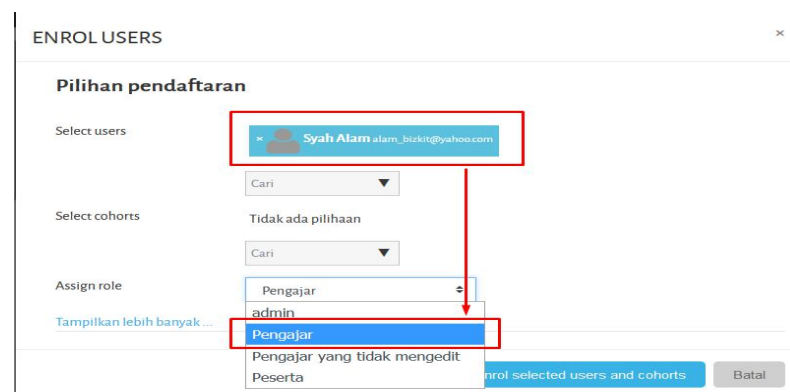 ENROL USERS ×
Pilihan pendaftaran
Select users
× Syah Alam alam_bizkit@yahoo.com
Cari
Select cohorts
Tidak ada pilihaan
Cari
Assign role
Pengajar
Tampilkan lebih banyak ...
admin
Pengajar
Pengajar yang tidak mengedit
Peserta
nrol selected users and cohorts
Batal